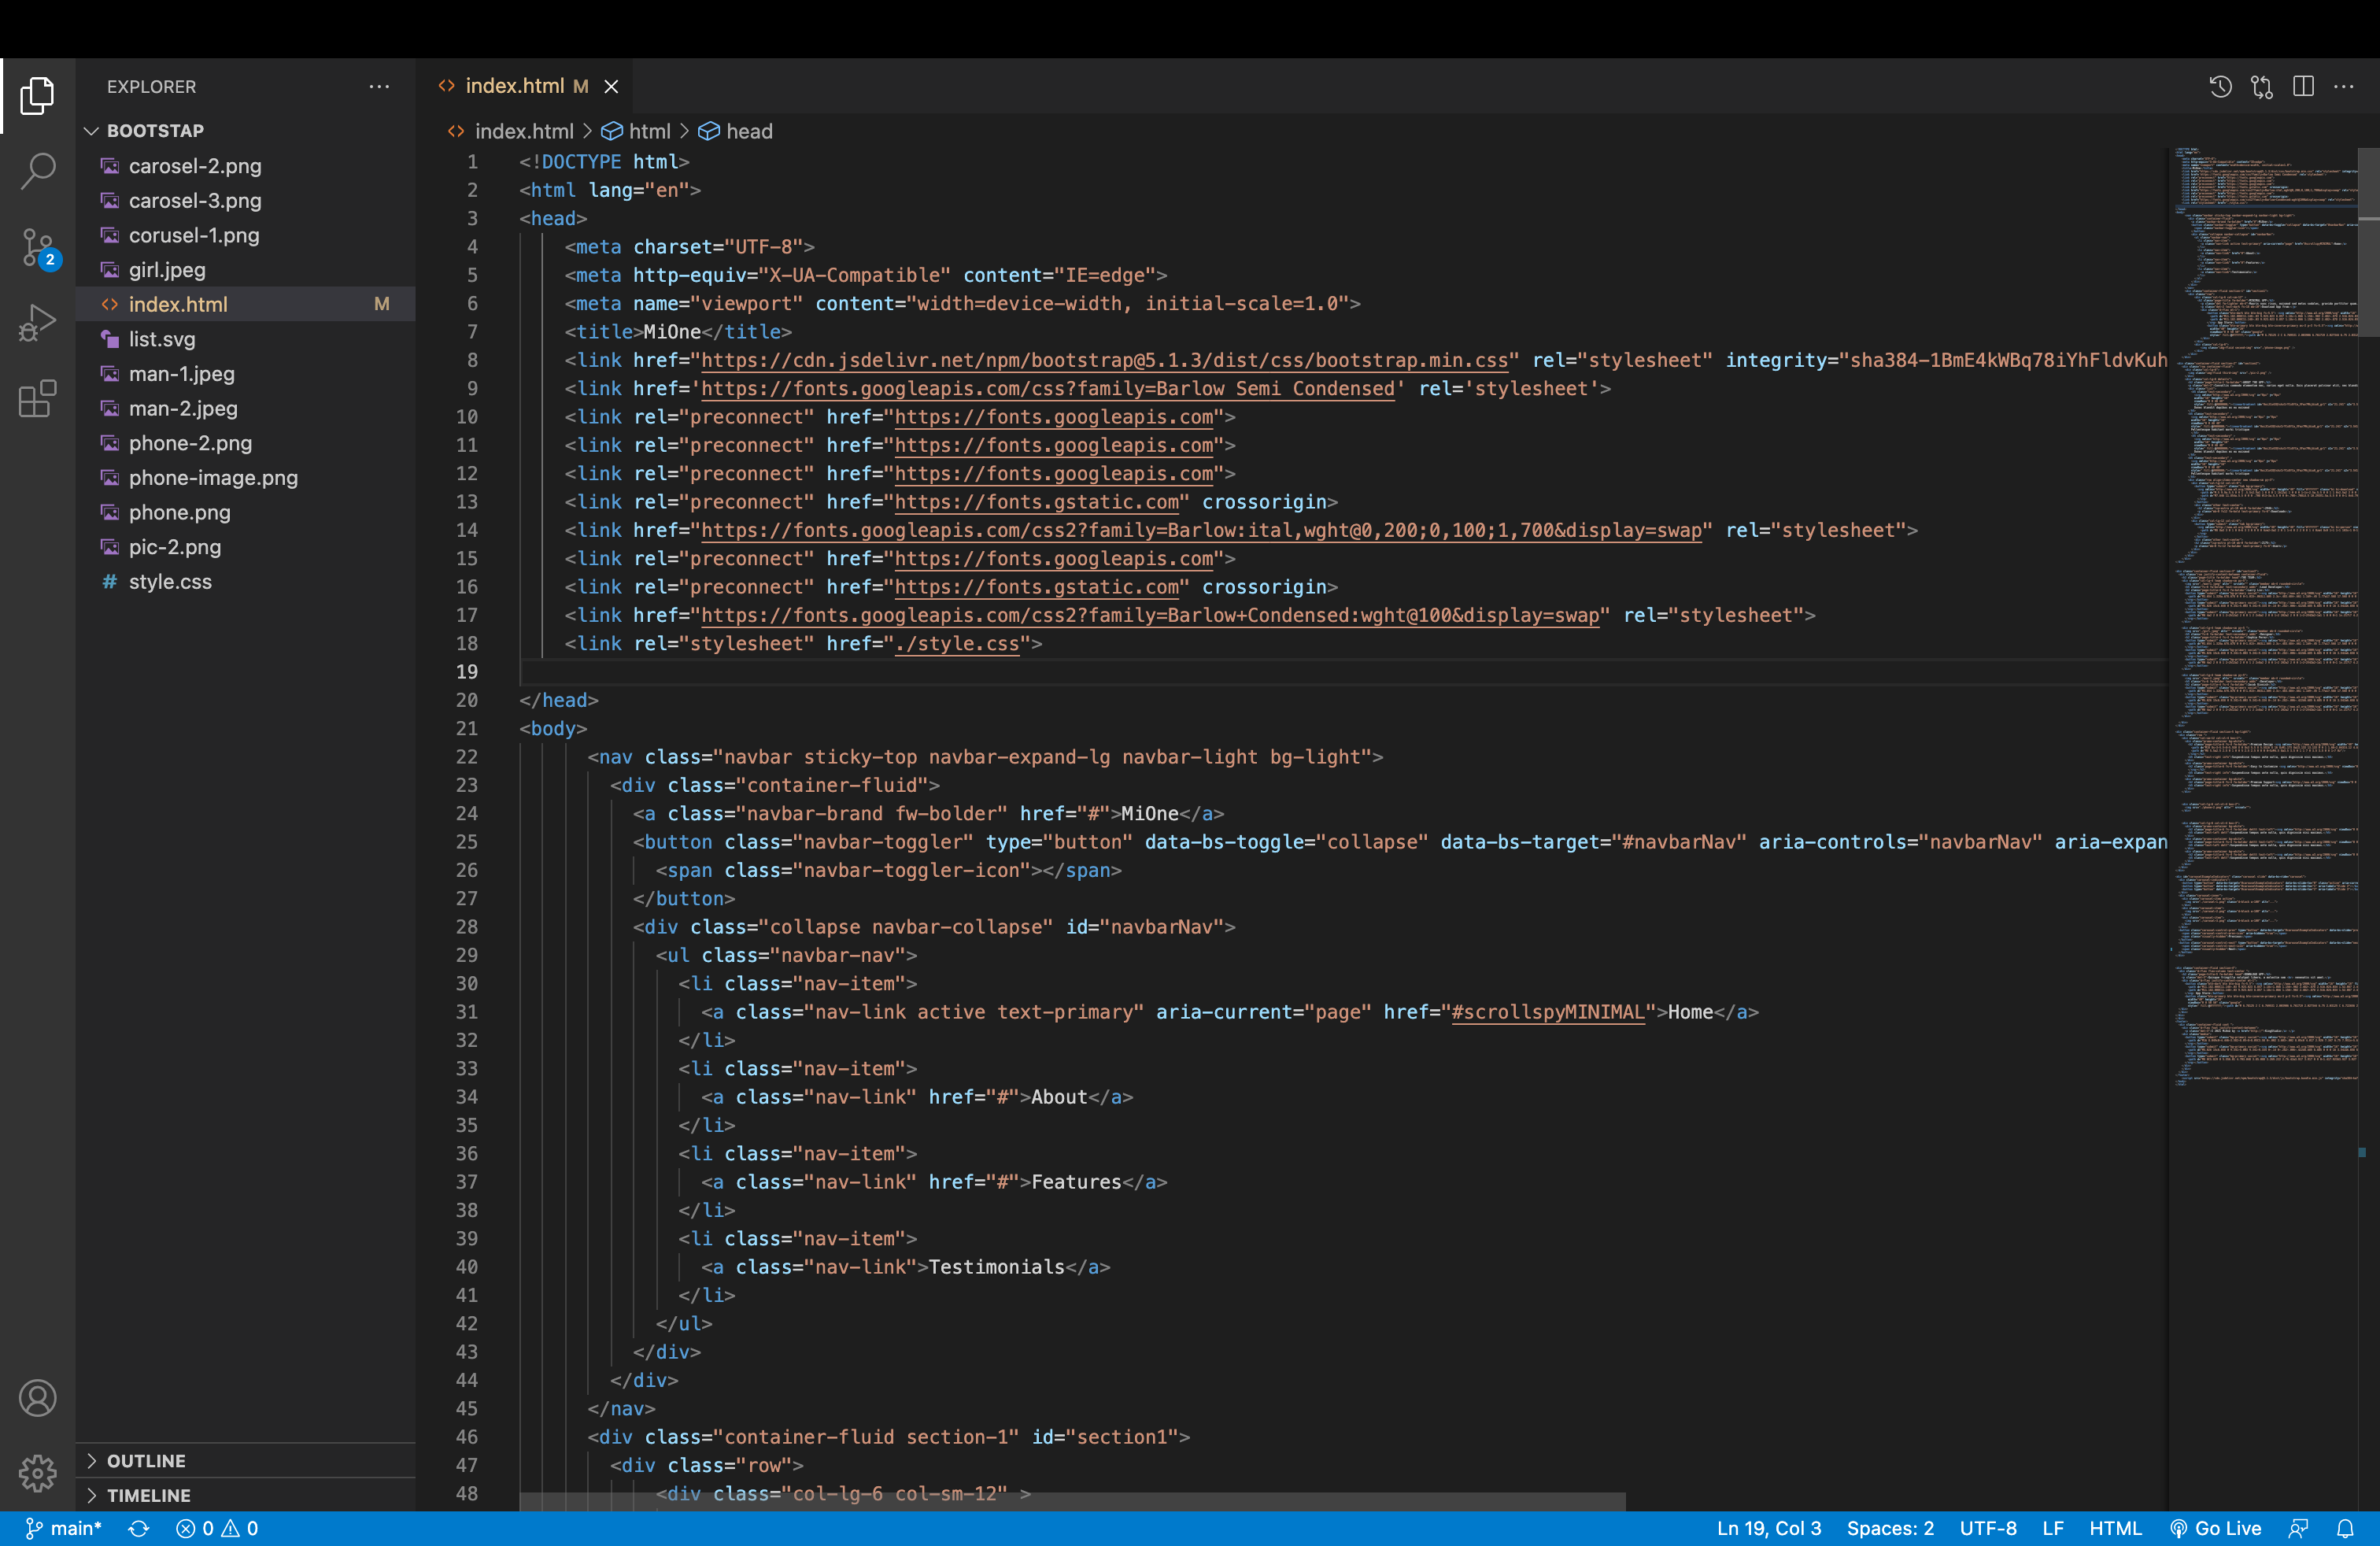 EXPLORER
BOOTSTAP
carosel-2.png
carosel-3.png
corusel-1.png
girl.jpeg
index.html M
list.svg
man-1.jpeg
man-2.jpeg
phone-2.png
phone-image.png
phone.png
pic-2.png
style.css
OUTLINE
TIMELINE
2
index.html M
index.html > html > head
1 <!DOCTYPE html>
2 <html lang="en">
3 <head>
4 <meta charset="UTF-8">
5 <meta http-equiv="X-UA-Compatible" content="IE=edge">
6 <meta name="viewport" content="width=device-width, initial-scale=1.0">
7 <title>MiOne</title>
8 <link href="https://cdn.jsdelivr.net/npm/bootstrap@5.1.3/dist/css/bootstrap.min.css" rel="stylesheet" integrity="sha384-1BmE4kWBq78iYhFldvKuh
9 <link href='https://fonts.googleapis.com/css?family=Barlow Semi Condensed' rel='stylesheet'>
10 <link rel="preconnect" href="https://fonts.googleapis.com">
11 <link rel="preconnect" href="https://fonts.googleapis.com">
12 <link rel="preconnect" href="https://fonts.googleapis.com">
13 <link rel="preconnect" href="https://fonts.gstatic.com" crossorigin>
14 <link href="https://fonts.googleapis.com/css2?family=Barlow:ital,wght@0,200;0,100;1,700&display=swap" rel="stylesheet">
15 <link rel="preconnect" href="https://fonts.googleapis.com">
16 <link rel="preconnect" href="https://fonts.gstatic.com" crossorigin>
17 <link href="https://fonts.googleapis.com/css2?family=Barlow+Condensed:wght@100&display=swap" rel="stylesheet">
18 <link rel="stylesheet" href="./style.css">
19
20 </head>
21 <body>
22 <nav class="navbar sticky-top navbar-expand-lg navbar-light bg-light">
23 <div class="container-fluid">
24 <a class="navbar-brand fw-bolder" href="#">MiOne</a>
25 <button class="navbar-toggler" type="button" data-bs-toggle="collapse" data-bs-target="#navbarNav" aria-controls="navbarNav" aria-expan
26 <span class="navbar-toggler-icon"></span>
27 </button>
28 <div class="collapse navbar-collapse" id="navbarNav">
29 <ul class="navbar-nav">
30 <li class="nav-item">
31 <a class="nav-link active text-primary" aria-current="page" href="#scrollspyMINIMAL">Home</a>
32 </li>
33 <li class="nav-item">
34 <a class="nav-link" href="#">About</a>
35 </li>
36 <li class="nav-item">
37 <a class="nav-link" href="#">Features</a>
38 </li>
39 <li class="nav-item">
40 <a class="nav-link">Testimonials</a>
41 </li>
42 </ul>
43 </div>
44 </div>
45 </nav>
46 <div class="container-fluid section-1" id="section1">
47 <div class="row">
48 <div class="col-lg-6 col-sm-12" >
main* 0 0 Ln 19, Col 3 Spaces: 2 UTF-8 LF HTML Go Live